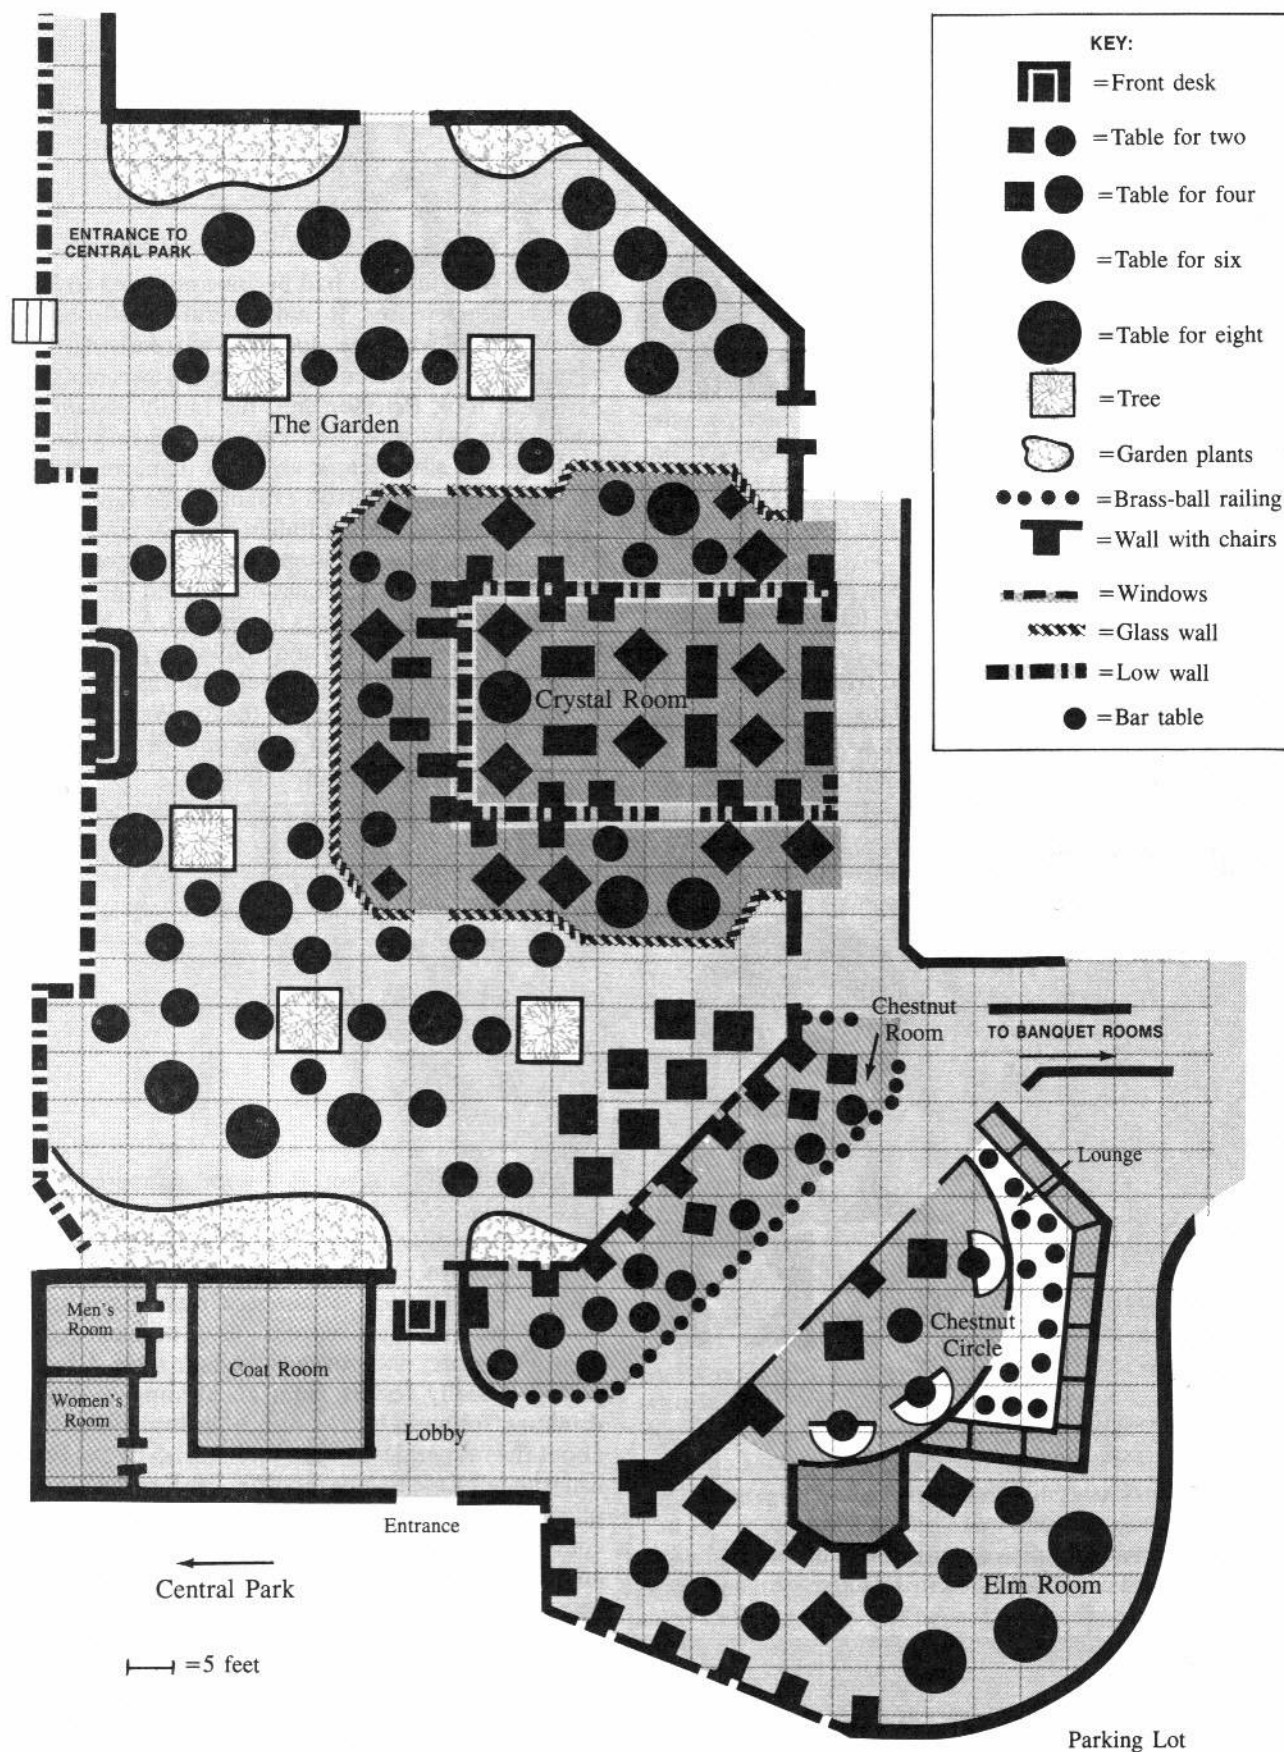 KEY:
=Front desk
=Table for two
=Table for four
=Table for six
=Table for eight
=Tree
=Garden plants
=Brass-ball railing
=Wall with chairs
=Windows
=Glass wall
=Low wall
=Bar table
ENTRANCE TO
CENTRAL PARK
The Garden
Crystal Room
Chestnut
Room
TO BANQUET ROOMS
Lounge
Chestnut
Circle
Men's
Room
Women's
Room
Coat Room
Lobby
Entrance
Central Park
Elm Room
=5 feet
Parking Lot